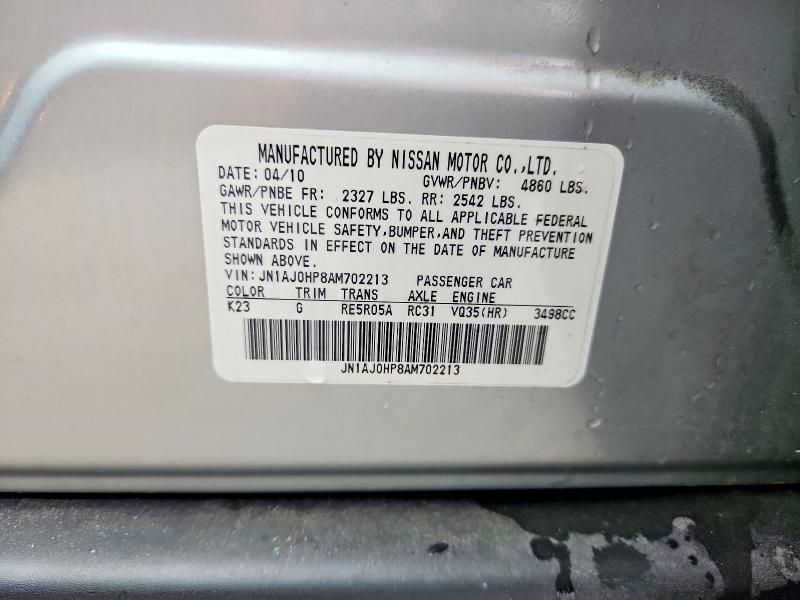 MANUFACTURED BY NISSAN MOTOR CO.,LTD.
DATE: 04/10 GVWR/PNBV: 4860 LBS.
GAWR/PNBE FR: 2327 LBS. RR: 2542 LBS.
THIS VEHICLE CONFORMS TO ALL APPLICABLE FEDERAL
MOTOR VEHICLE SAFETY,BUMPER,AND THEFT PREVENTION
STANDARDS IN EFFECT ON THE DATE OF MANUFACTURE
SHOWN ABOVE.
VIN: JN1AJ0HP8AM702213 PASSENGER CAR
COLOR TRIM TRANS AXLE ENGINE
K23 G RE5R05A RC31 VQ35(HR) 3498CC
JN1AJ0HP8AM702213